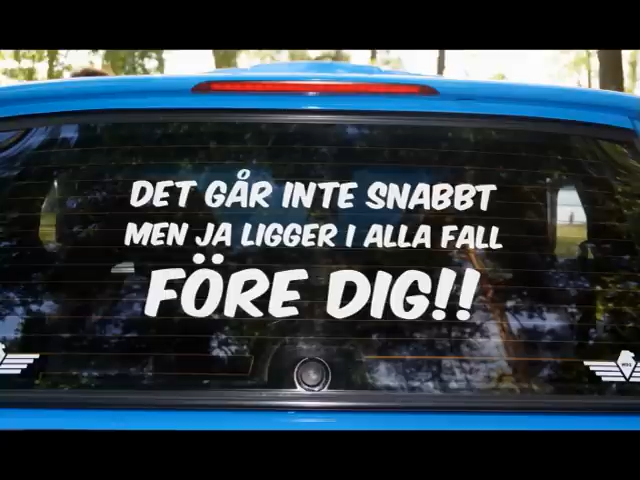 DET GÅR INTE SNABBT
MEN JA LIGGER I ALLA FALL
FÖRE DIG!!